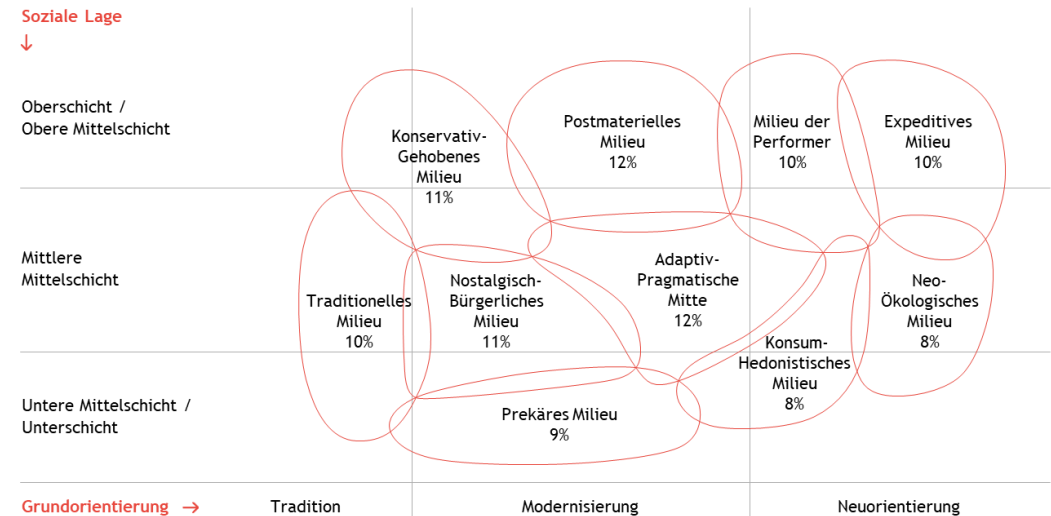 Soziale Lage
↓
Oberschicht /
Obere Mittelschicht
Konservativ-
Gehobenes
Milieu
11%
Postmaterielles
Milieu
12%
Milieu der
Performer
10%
Expeditives
Milieu
10%
Mittlere
Mittelschicht
Traditionelles
Milieu
10%
Nostalgisch-
Bürgerliches
Milieu
11%
Adaptiv-
Pragmatische
Mitte
12%
Konsum-
Hedonistisches
Milieu
8%
Neo-
Ökologisches
Milieu
8%
Untere Mittelschicht /
Unterschicht
Prekäres Milieu
9%
Grundorientierung → Tradition Modernisierung Neuorientierung